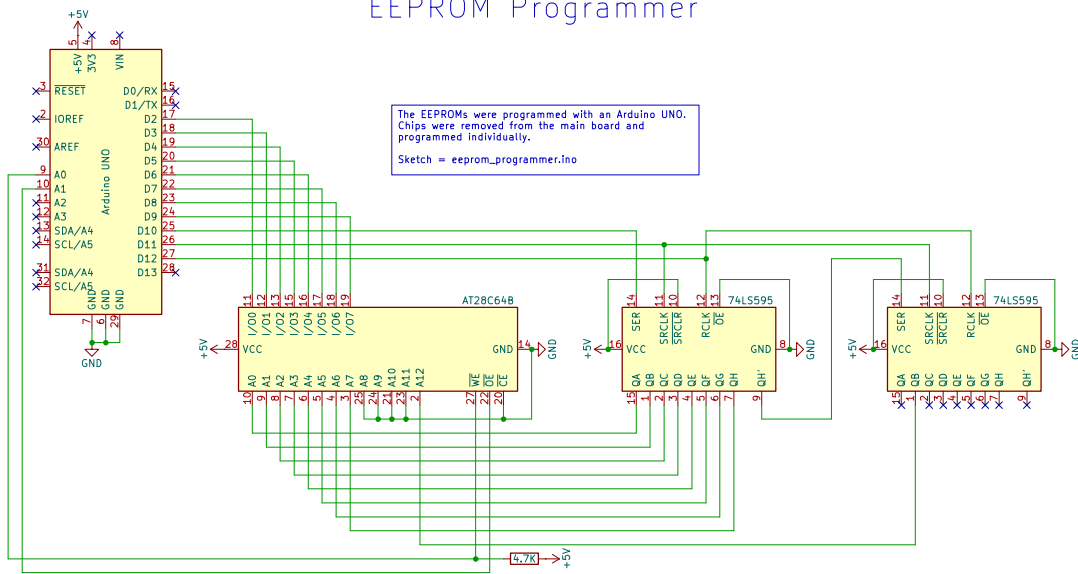 EEPROM Programmer
+5V
5
4
8
+5V
3V3
VIN
3
RESET
D0/RX
15
D1/TX
16
2
IOREF
D2
17
D3
18
30
AREF
D4
19
D5
20
9
A0
D6
21
10
A1
D7
22
11
A2
D8
23
12
A3
D9
24
13
SDA/A4
D10
25
14
SCL/A5
D11
26
D12
27
31
SDA/A4
D13
28
32
SCL/A5
Arduino UNO
GND
GND
GND
7
6
29
GND
The EEPROMs were programmed with an Arduino UNO.
Chips were removed from the main board and
programmed individually.
Sketch = eeprom_programmer.ino
AT28C64B
11
12
13
15
16
17
18
19
I/O0
I/O1
I/O2
I/O3
I/O4
I/O5
I/O6
I/O7
+5V
28
VCC
GND
14
GND
A0
A1
A2
A3
A4
A5
A6
A7
A8
A9
A10
A11
A12
WE
OE
CE
10
9
8
7
6
5
4
3
25
24
21
23
2
27
22
20
74LS595
14
11
10
12
13
SER
SRCLK
SRCLR
RCLK
OE
+5V
16
VCC
GND
8
GND
QA
QB
QC
QD
QE
QF
QG
QH
QH'
15
1
2
3
4
5
6
7
9
74LS595
14
11
10
12
13
SER
SRCLK
SRCLR
RCLK
OE
+5V
16
VCC
GND
8
GND
QA
QB
QC
QD
QE
QF
QG
QH
QH'
15
1
2
3
4
5
6
7
9
4.7K
+5V